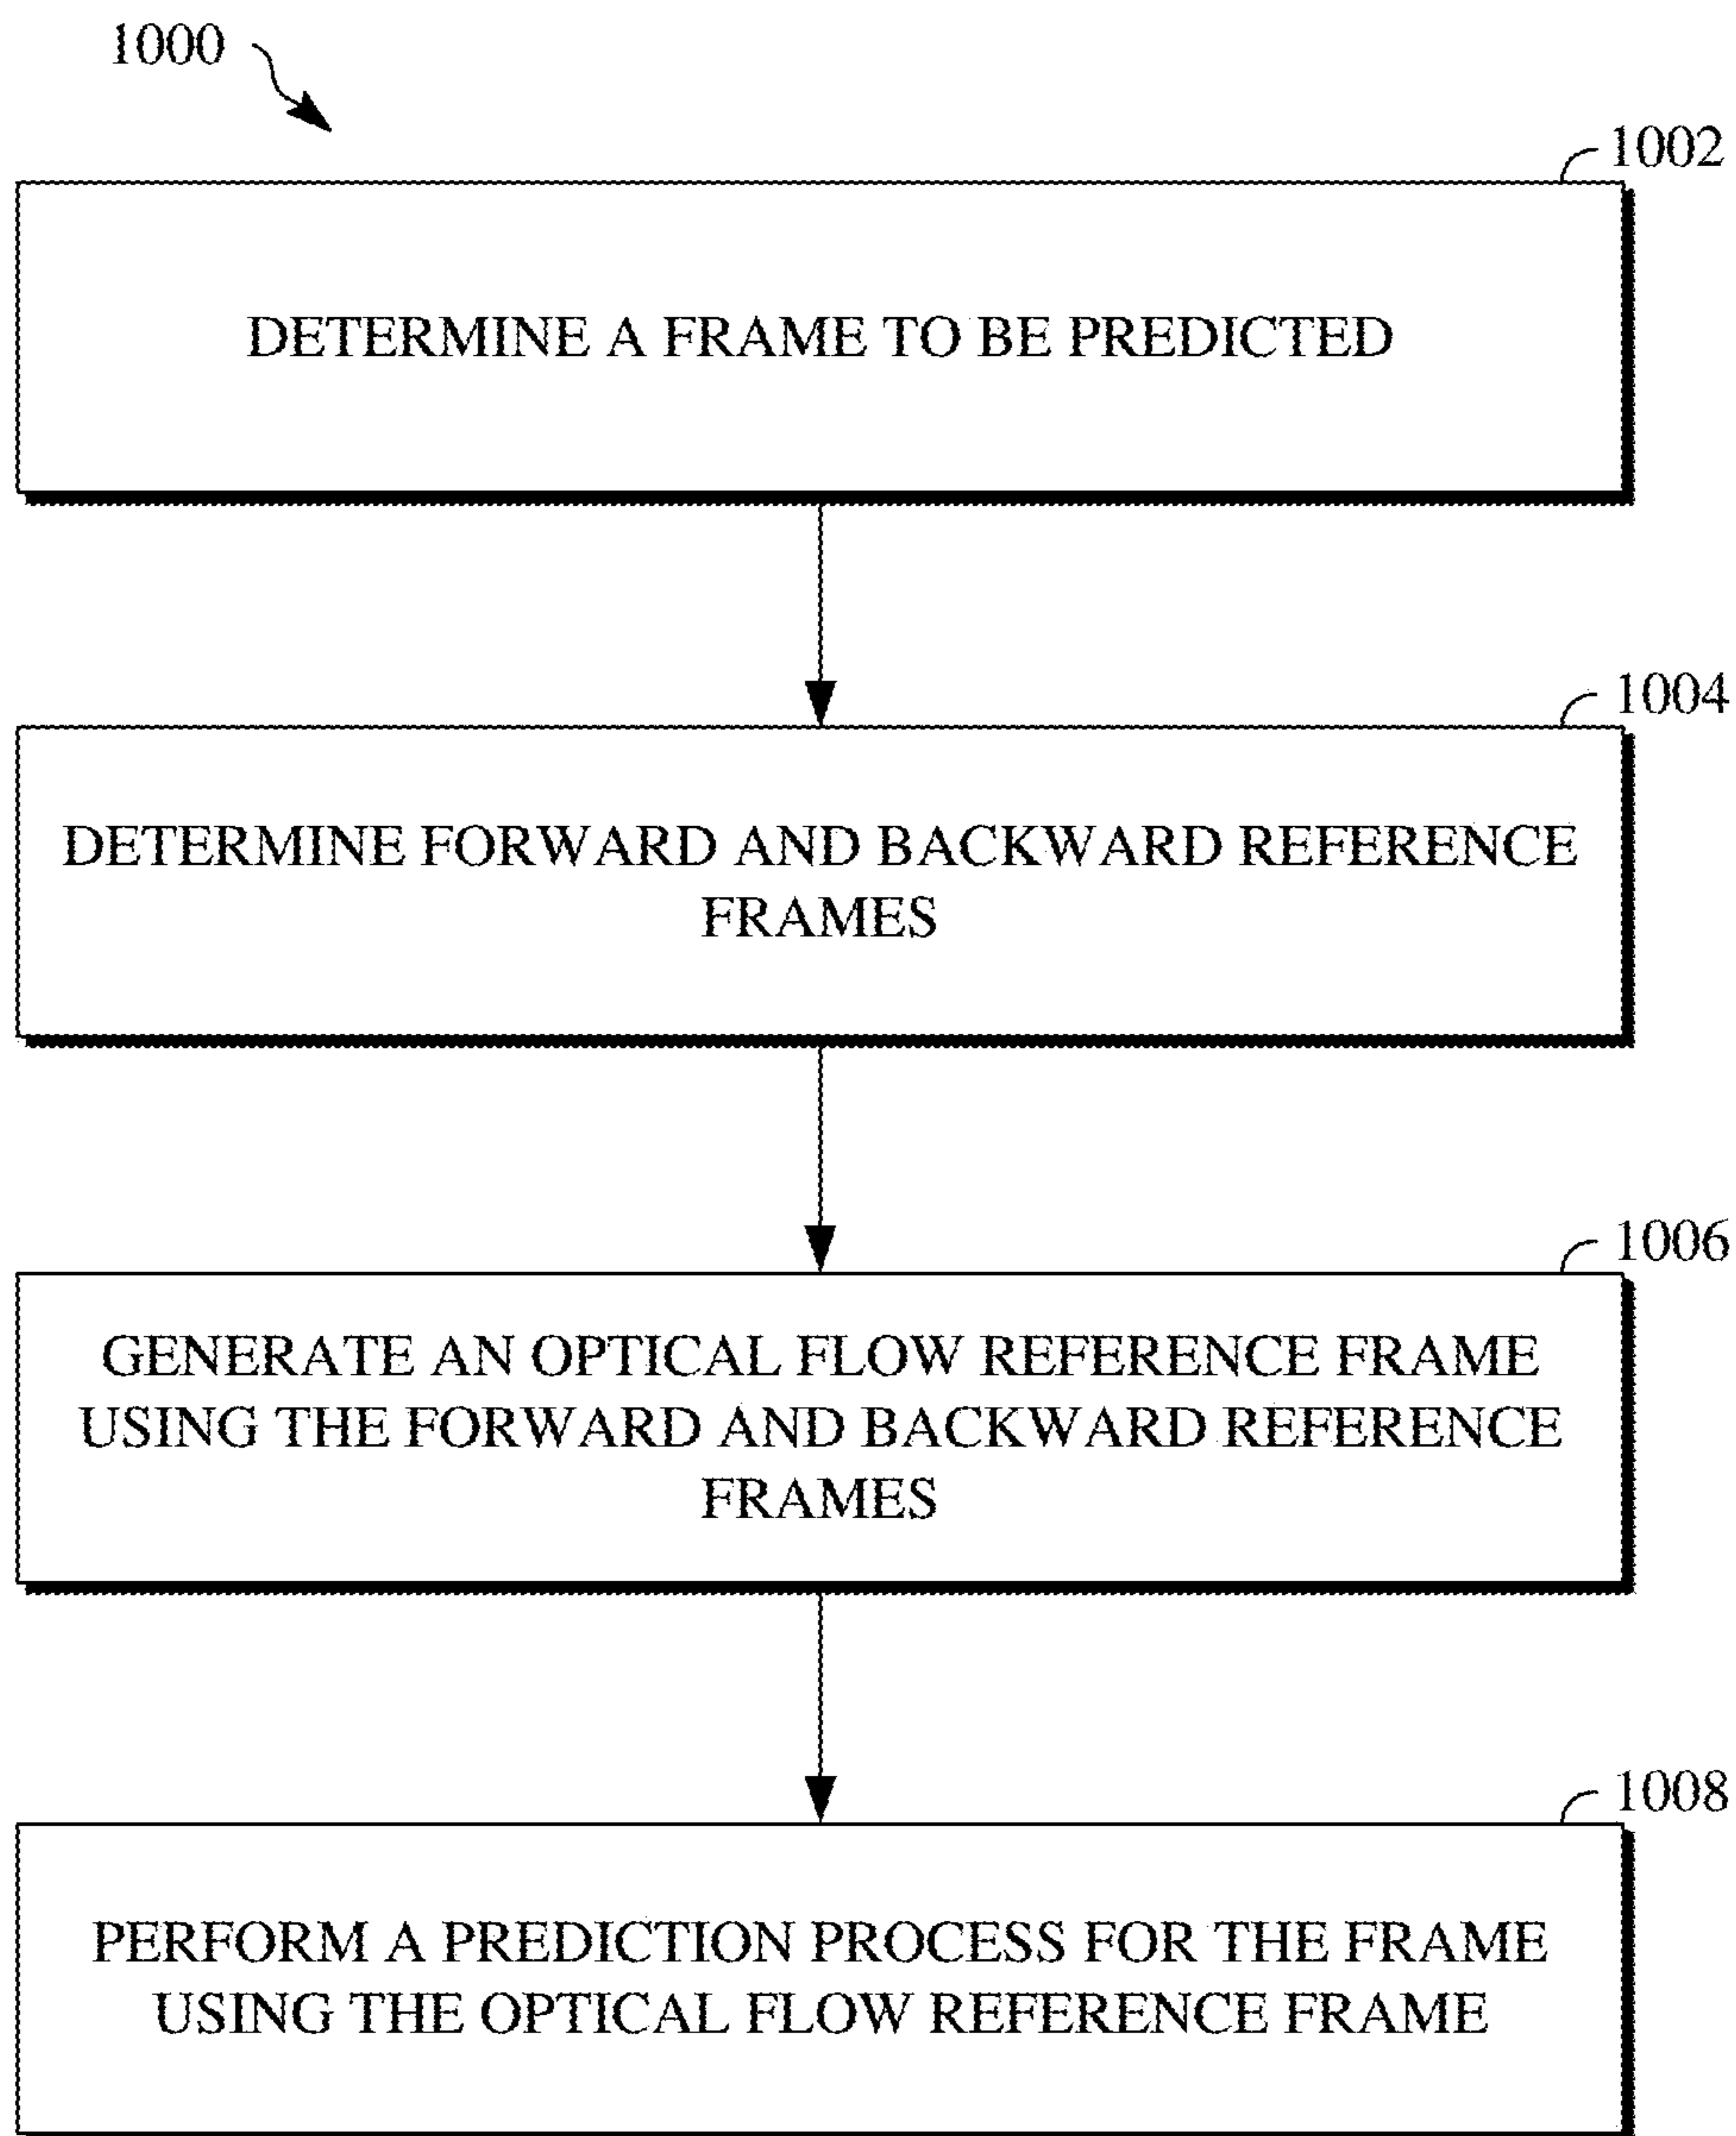 1000
1002
DETERMINE A FRAME TO BE PREDICTED
1004
DETERMINE FORWARD AND BACKWARD REFERENCE
FRAMES
1006
GENERATE AN OPTICAL FLOW REFERENCE FRAME
USING THE FORWARD AND BACKWARD REFERENCE
FRAMES
1008
PERFORM A PREDICTION PROCESS FOR THE FRAME
USING THE OPTICAL FLOW REFERENCE FRAME